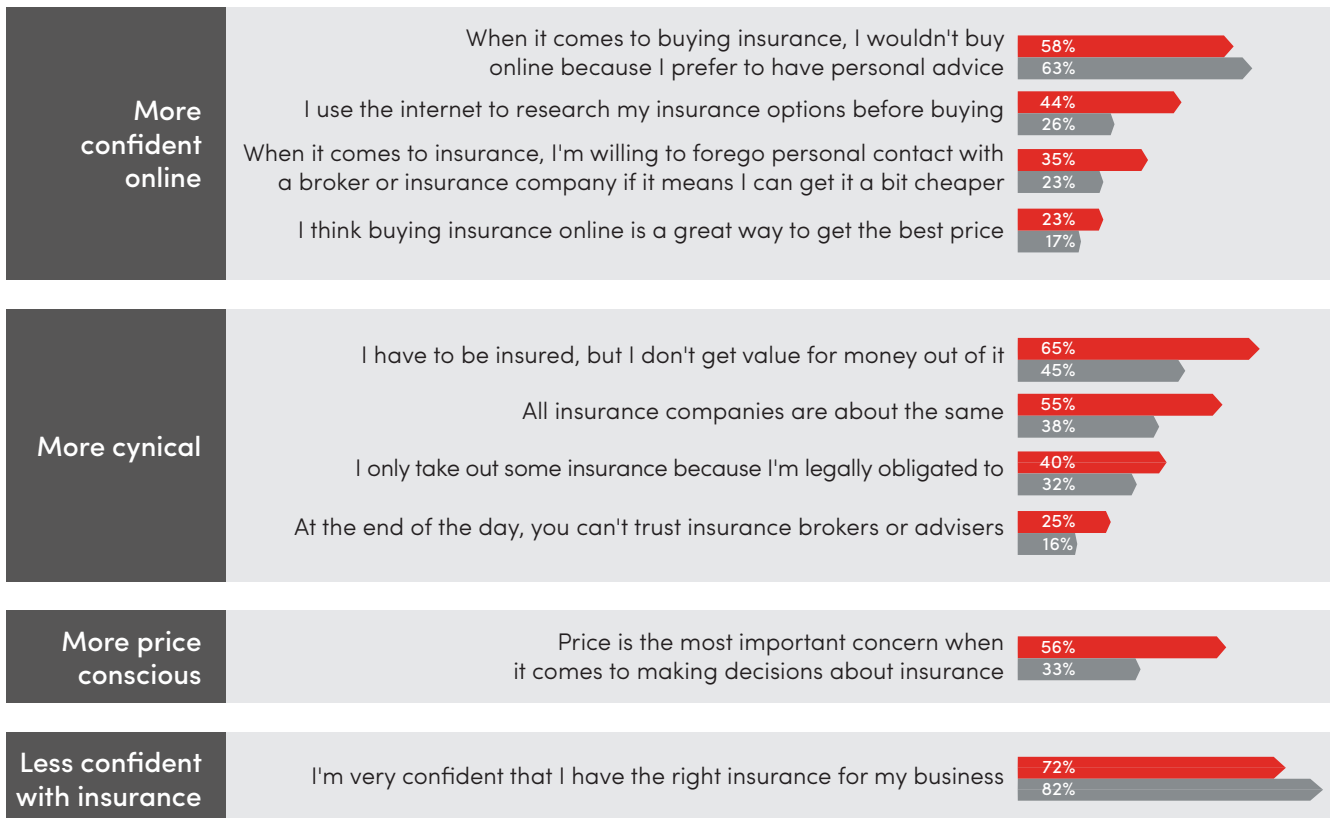 More
confident
online
When it comes to buying insurance, I wouldn't buy
online because I prefer to have personal advice
58%
63%
I use the internet to research my insurance options before buying
44%
26%
When it comes to insurance, I'm willing to forego personal contact with
a broker or insurance company if it means I can get it a bit cheaper
35%
23%
I think buying insurance online is a great way to get the best price
23%
17%
More cynical
I have to be insured, but I don't get value for money out of it
65%
45%
All insurance companies are about the same
55%
38%
I only take out some insurance because I'm legally obligated to
40%
32%
At the end of the day, you can't trust insurance brokers or advisers
25%
16%
More price
conscious
Price is the most important concern when
it comes to making decisions about insurance
56%
33%
Less confident
with insurance
I'm very confident that I have the right insurance for my business
72%
82%